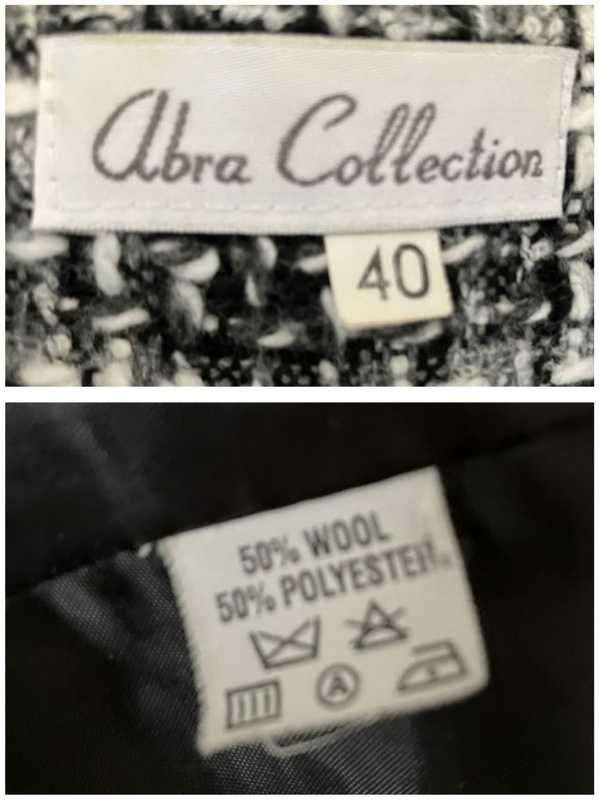 Abra Collection
40
50% WOOL
50% POLYESTER
A